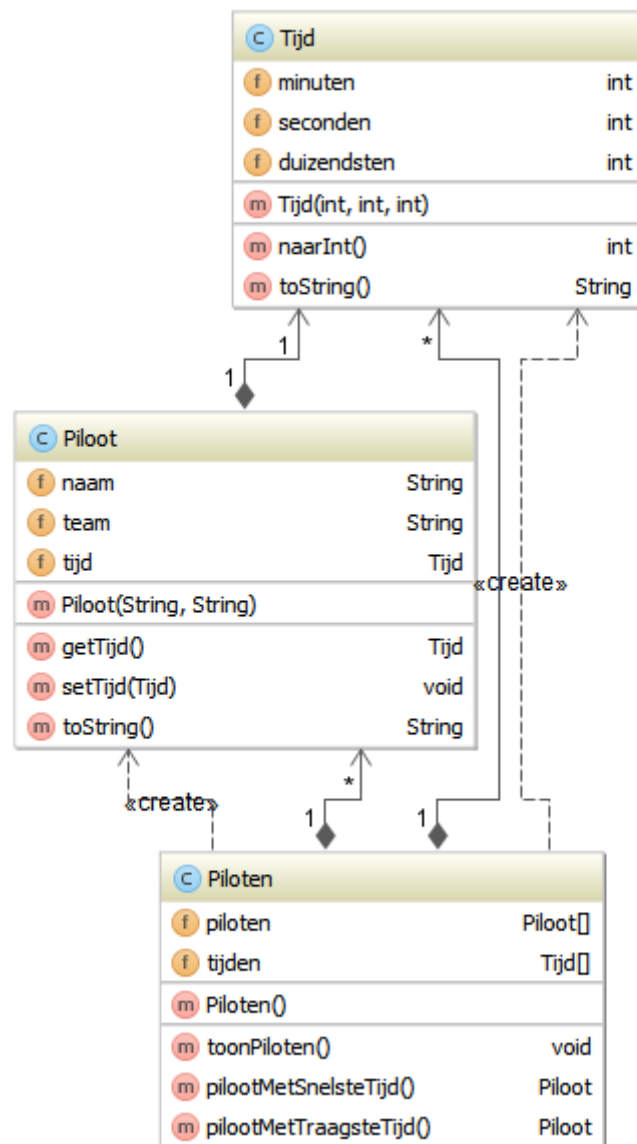 C Tijd
f minuten int
f seconden int
f duizendsten int
m Tijd(int, int, int)
m naarInt() int
m toString() String
1 *
1
C Piloot
f naam String
f team String
f tijd Tijd
«create»
m Piloot(String, String)
m getTijd() Tijd
m setTijd(Tijd) void
m toString() String
*
«create»
1 1
C Piloten
f piloten Piloot[]
f tijden Tijd[]
m Piloten()
m toonPiloten() void
m pilootMetSnelsteTijd() Piloot
m pilootMetTraagsteTijd() Piloot